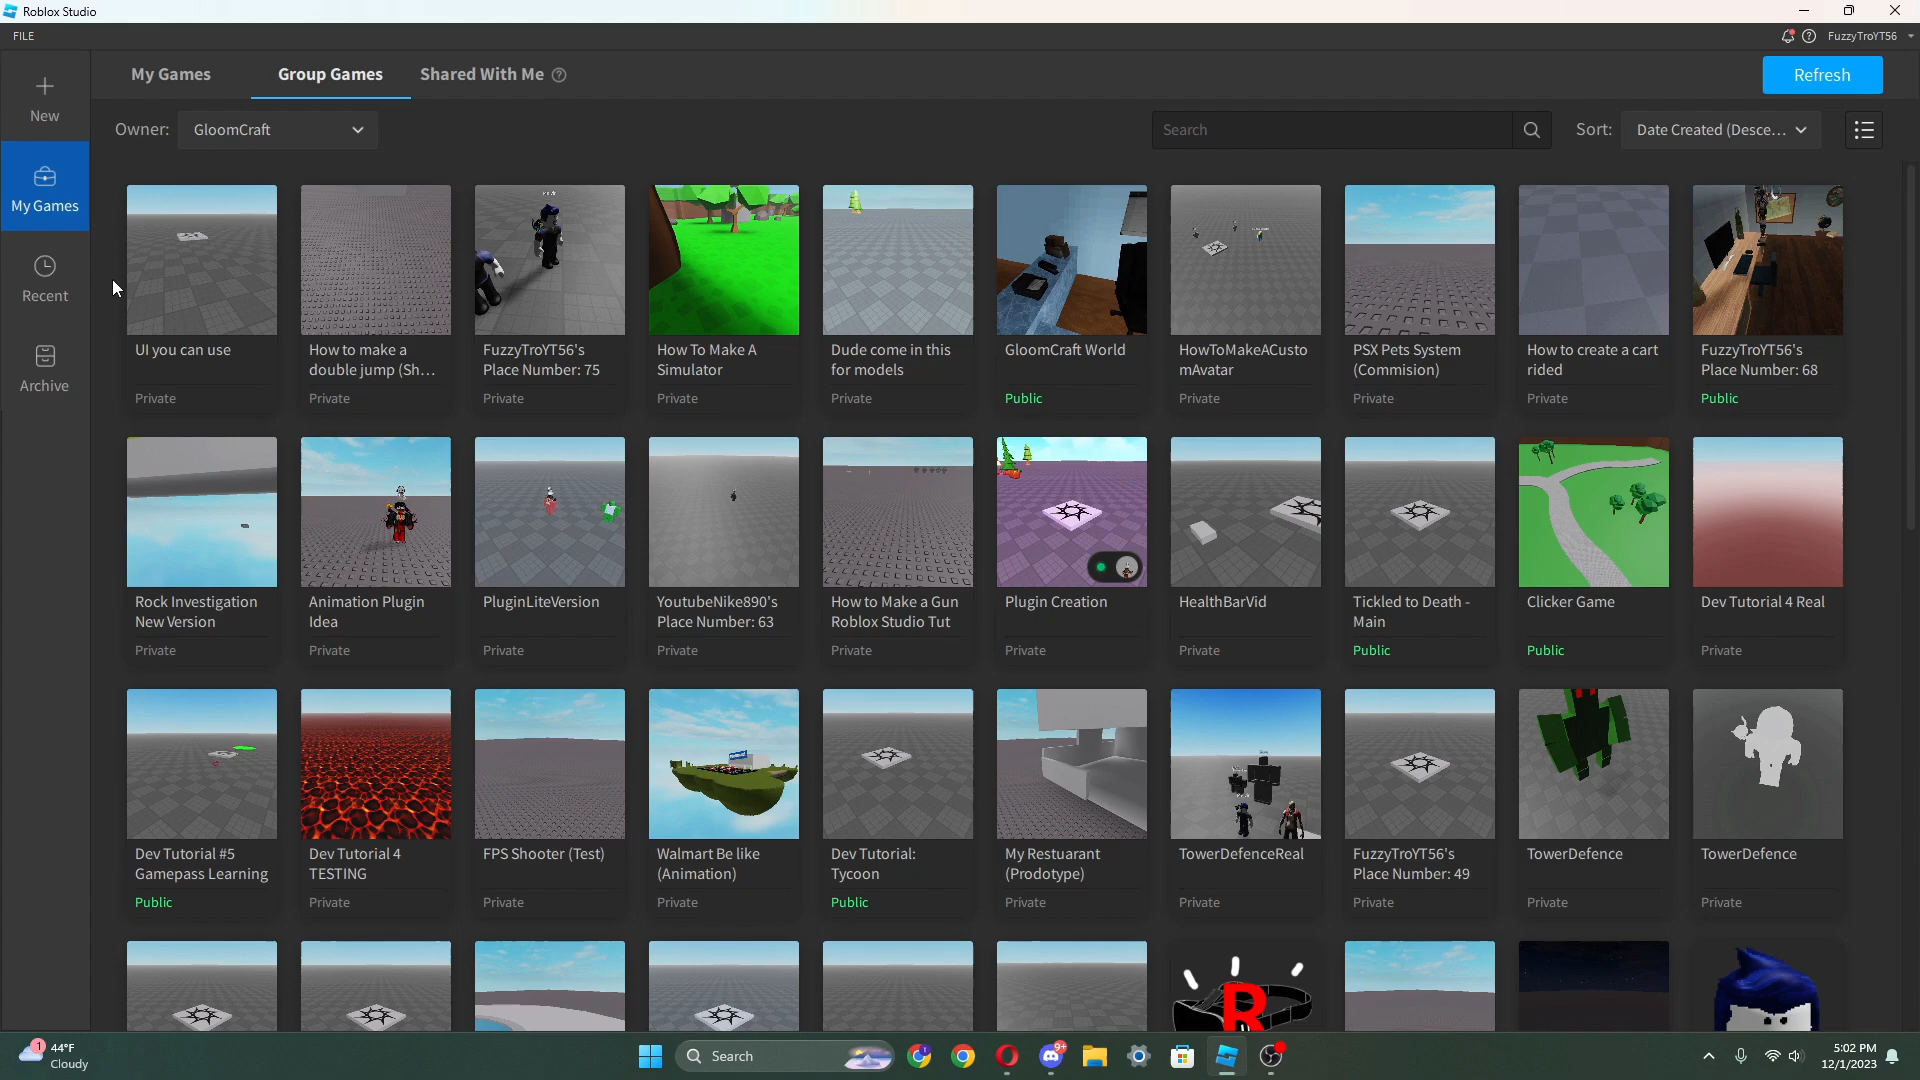 Roblox Studio
FILE
FuzzyTroYT56
New
My Games
Recent
Archive
My Games
Group Games
Shared With Me
Refresh
Owner:
GloomCraft
Search
Sort:
Date Created (Desce...
UI you can use
Private
How to make a
double jump (Sh...
Private
FuzzyTroYT56's
Place Number: 75
Private
How To Make A
Simulator
Private
Dude come in this
for models
Private
GloomCraft World
Public
HowToMakeACusto
mAvatar
Private
PSX Pets System
(Commision)
Private
How to create a cart
rided
Private
FuzzyTroYT56's
Place Number: 68
Public
Rock Investigation
New Version
Private
Animation Plugin
Idea
Private
PluginLiteVersion
Private
YoutubeNike890's
Place Number: 63
Private
How to Make a Gun
Roblox Studio Tut
Private
Plugin Creation
Private
HealthBarVid
Private
Tickled to Death -
Main
Public
Clicker Game
Public
Dev Tutorial 4 Real
Private
Dev Tutorial #5
Gamepass Learning
Public
Dev Tutorial 4
TESTING
Private
FPS Shooter (Test)
Private
Walmart Be like
(Animation)
Private
Dev Tutorial:
Tycoon
Public
My Restuarant
(Prodotype)
Private
TowerDefenceReal
Private
FuzzyTroYT56's
Place Number: 49
Private
TowerDefence
Private
TowerDefence
Private
R
1
44°F
Cloudy
Search
9+
5:02 PM
12/1/2023